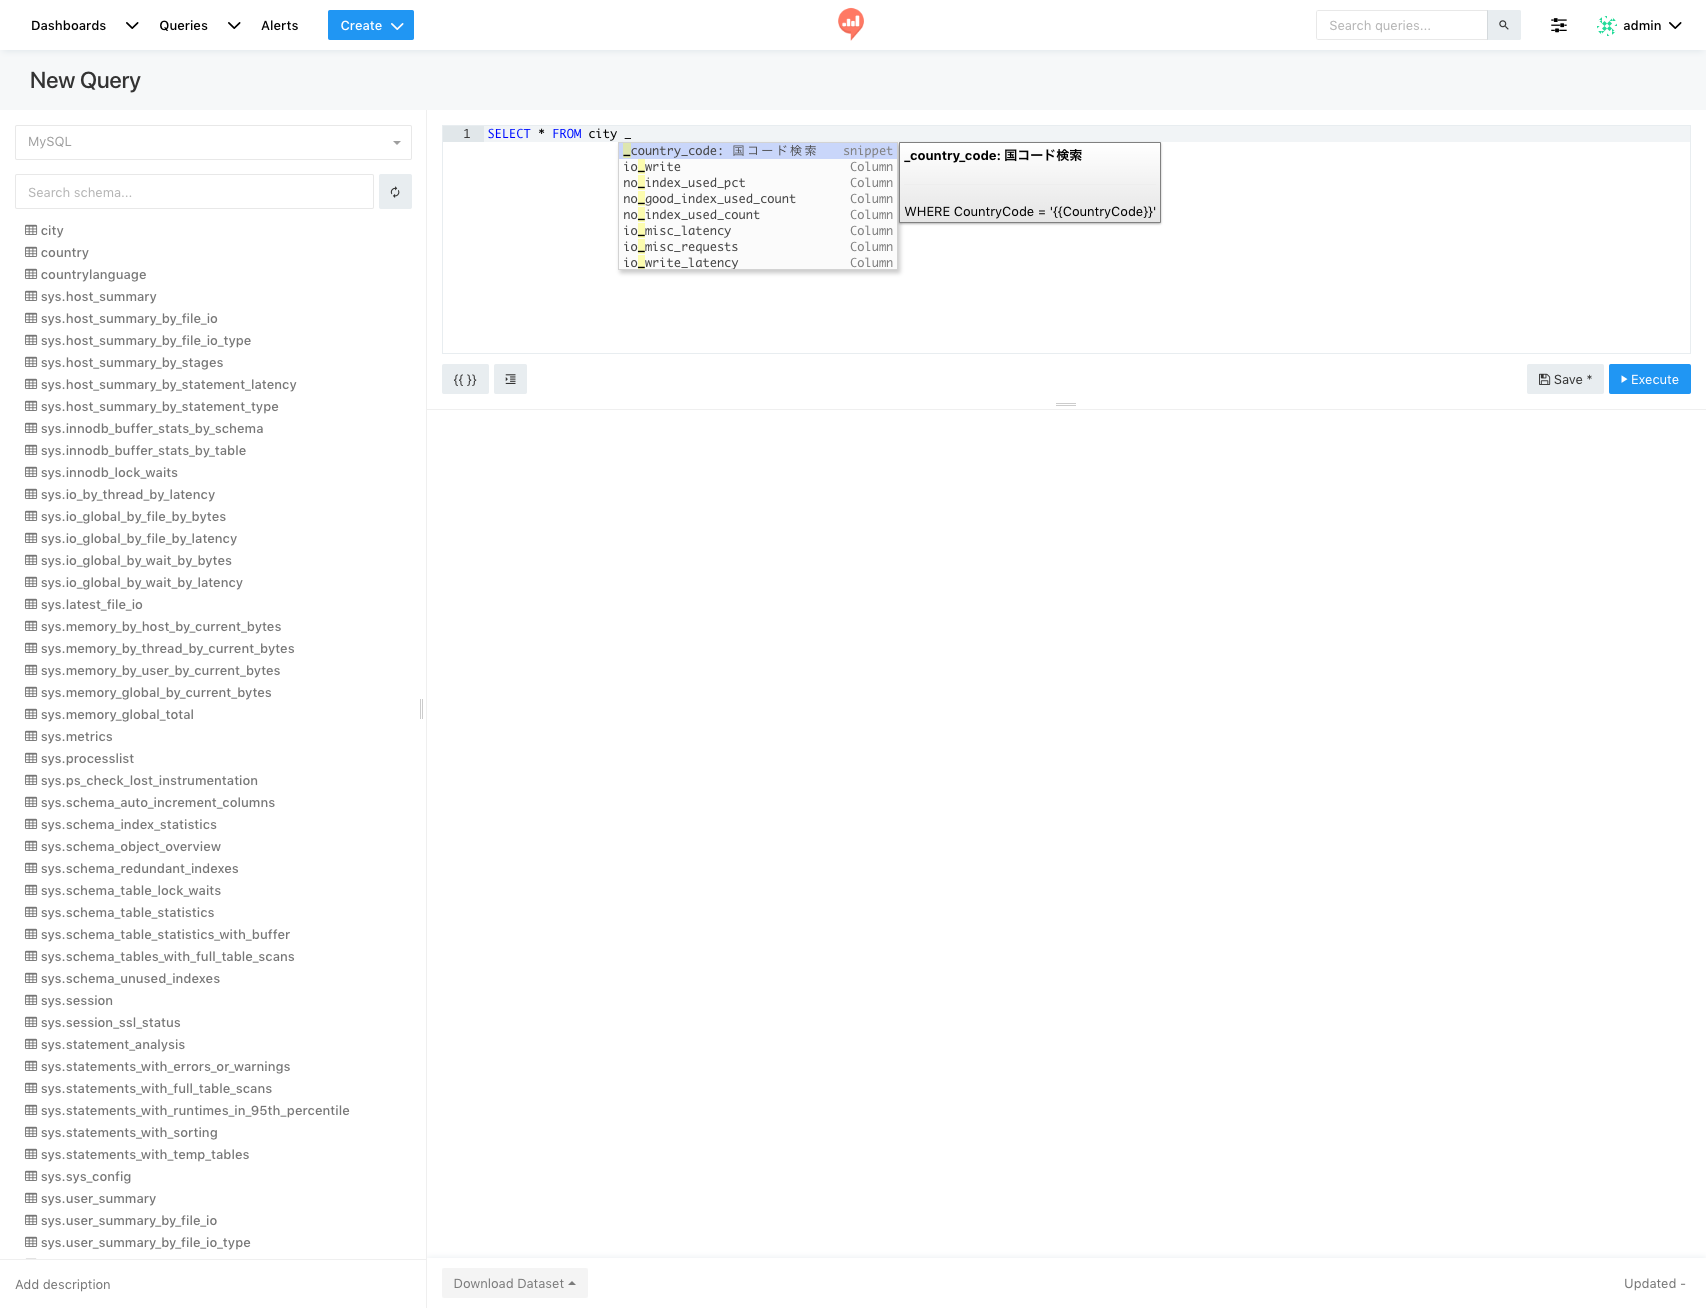 Dashboards Queries Alerts Create Search queries... admin
New Query
MySQL
Search schema...
city
country
countrylanguage
sys.host_summary
sys.host_summary_by_file_io
sys.host_summary_by_file_io_type
sys.host_summary_by_stages
sys.host_summary_by_statement_latency
sys.host_summary_by_statement_type
sys.innodb_buffer_stats_by_schema
sys.innodb_buffer_stats_by_table
sys.innodb_lock_waits
sys.io_by_thread_by_latency
sys.io_global_by_file_by_bytes
sys.io_global_by_file_by_latency
sys.io_global_by_wait_by_bytes
sys.io_global_by_wait_by_latency
sys.latest_file_io
sys.memory_by_host_by_current_bytes
sys.memory_by_thread_by_current_bytes
sys.memory_by_user_by_current_bytes
sys.memory_global_by_current_bytes
sys.memory_global_total
sys.metrics
sys.processlist
sys.ps_check_lost_instrumentation
sys.schema_auto_increment_columns
sys.schema_index_statistics
sys.schema_object_overview
sys.schema_redundant_indexes
sys.schema_table_lock_waits
sys.schema_table_statistics
sys.schema_table_statistics_with_buffer
sys.schema_tables_with_full_table_scans
sys.schema_unused_indexes
sys.session
sys.session_ssl_status
sys.statement_analysis
sys.statements_with_errors_or_warnings
sys.statements_with_full_table_scans
sys.statements_with_runtimes_in_95th_percentile
sys.statements_with_sorting
sys.statements_with_temp_tables
sys.sys_config
sys.user_summary
sys.user_summary_by_file_io
sys.user_summary_by_file_io_type
Add description
1 SELECT * FROM city _
_country_code: 国コード検索 snippet
io_write Column
no_index_used_pct Column
no_good_index_used_count Column
no_index_used_count Column
io_misc_latency Column
io_misc_requests Column
io_write_latency Column
_country_code: 国コード検索
WHERE CountryCode = '{{CountryCode}}'
{{ }} Save * Execute
Download Dataset Updated -